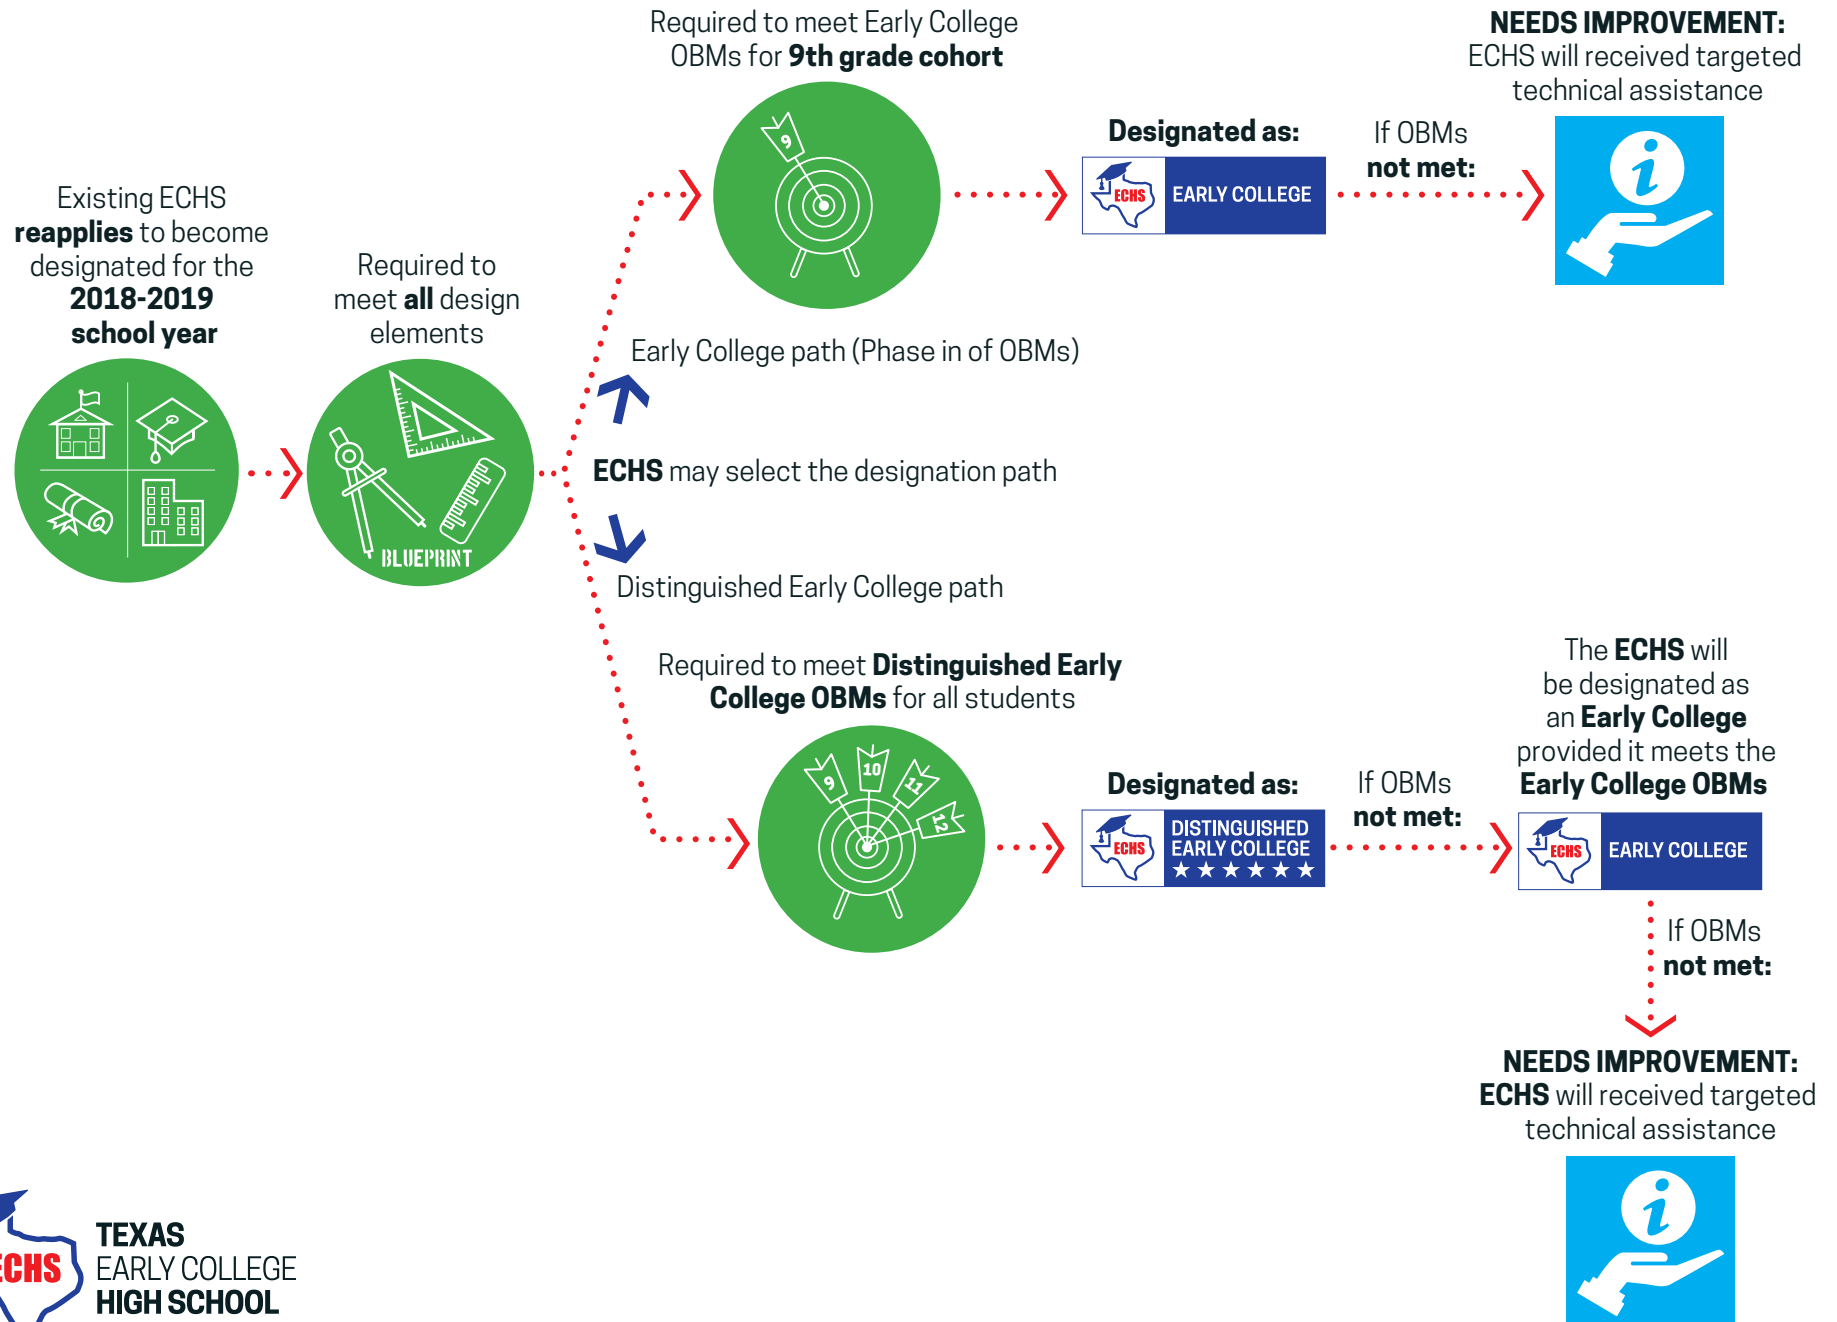 Existing ECHS
reapplies to become
designated for the
2018-2019
school year
Required to
meet all design
elements
BLUEPRINT
Required to meet Early College
OBMs for 9th grade cohort
9
Designated as:
ECHS
EARLY COLLEGE
If OBMs
not met:
NEEDS IMPROVEMENT:
ECHS will received targeted
technical assistance
i
Early College path (Phase in of OBMs)
ECHS may select the designation path
Distinguished Early College path
Required to meet Distinguished Early
College OBMs for all students
9
10
11
12
Designated as:
ECHS
DISTINGUISHED
EARLY COLLEGE
If OBMs
not met:
The ECHS will
be designated as
an Early College
provided it meets the
Early College OBMs
ECHS
EARLY COLLEGE
If OBMs
not met:
NEEDS IMPROVEMENT:
ECHS will received targeted
technical assistance
i
ECHS
TEXAS
EARLY COLLEGE
HIGH SCHOOL